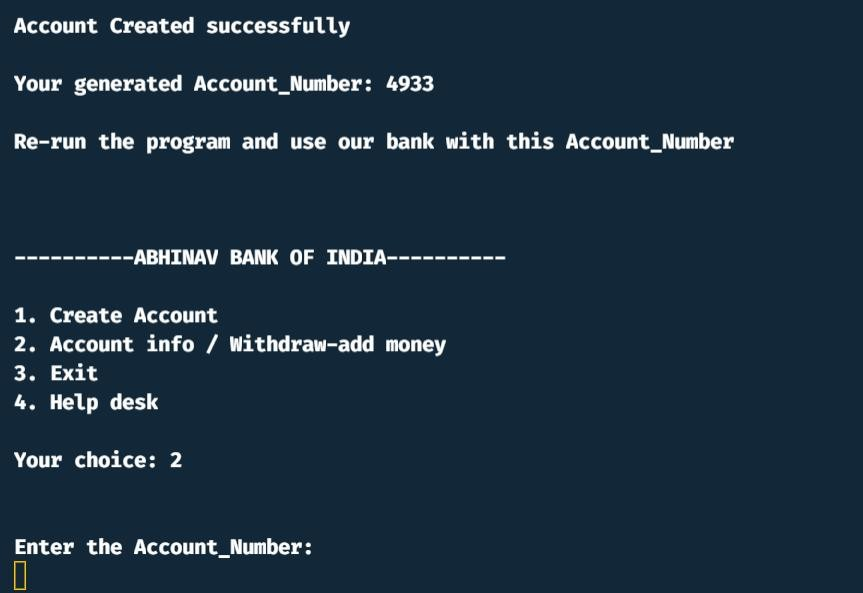 Account Created successfully
Your generated Account_Number: 4933
Re-run the program and use our bank with this Account_Number
----------ABHINAV BANK OF INDIA----------
1. Create Account
2. Account info / Withdraw-add money
3. Exit
4. Help desk
Your choice: 2
Enter the Account_Number: